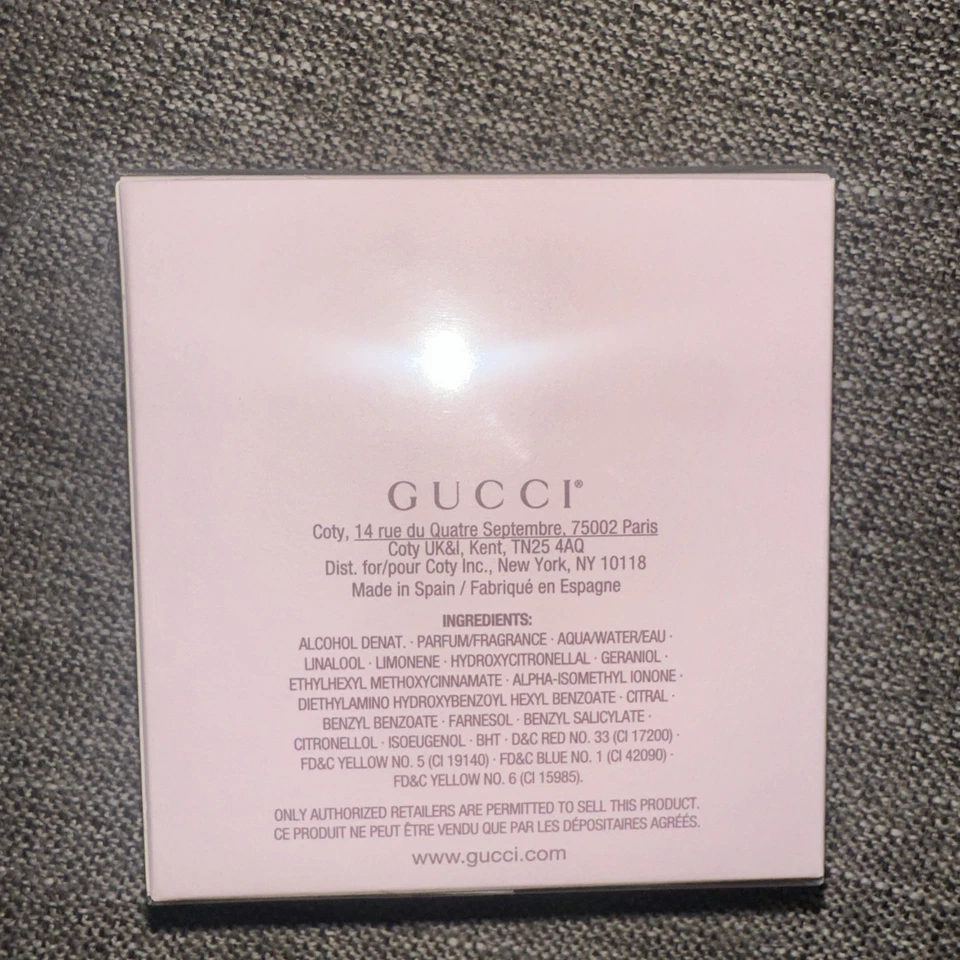 GUCCI®
Coty, 14 rue du Quatre Septembre, 75002 Paris
Coty UK&I, Kent, TN25 4AQ
Dist. for/pour Coty Inc., New York, NY 10118
Made in Spain / Fabriqué en Espagne
INGREDIENTS:
ALCOHOL DENAT. · PARFUM/FRAGRANCE · AQUA/WATER/EAU ·
LINALOOL · LIMONENE · HYDROXYCITRONELLAL · GERANIOL ·
ETHYLHEXYL METHOXYCINNAMATE · ALPHA-ISOMETHYL IONONE ·
DIETHYLAMINO HYDROXYBENZOYL HEXYL BENZOATE · CITRAL ·
BENZYL BENZOATE · FARNESOL · BENZYL SALICYLATE ·
CITRONELLOL · ISOEUGENOL · BHT · D&C RED NO. 33 (CI 17200) ·
FD&C YELLOW NO. 5 (CI 19140) · FD&C BLUE NO. 1 (CI 42090) ·
FD&C YELLOW NO. 6 (CI 15985).
ONLY AUTHORIZED RETAILERS ARE PERMITTED TO SELL THIS PRODUCT.
CE PRODUIT NE PEUT ÊTRE VENDU QUE PAR LES DÉPOSITAIRES AGRÉÉS.
www.gucci.com